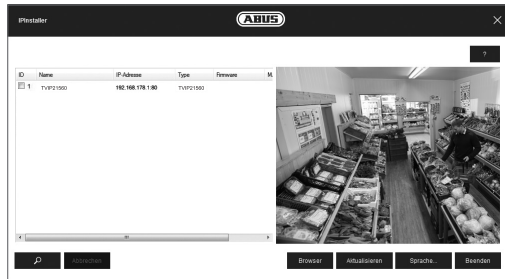 IPInstaller
ABUS
?
ID Name IP-Adresse Type Firmware M.
1 TVIP21560 192.168.178.1:80 TVIP21560
Abbrechen Browser Aktualisieren Sprache... Beenden